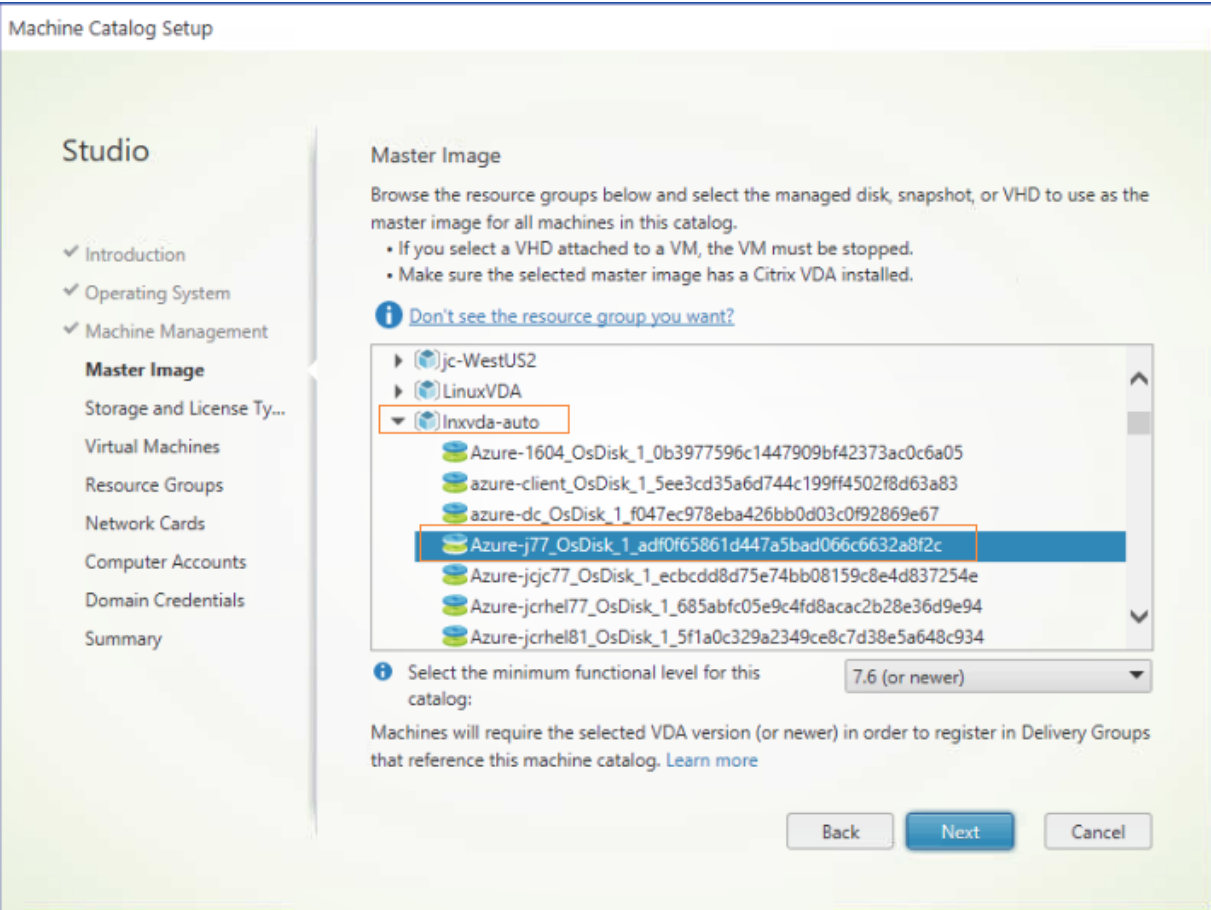 Machine Catalog Setup
Studio
✔ Introduction
✔ Operating System
✔ Machine Management
Master Image
Storage and License Ty...
Virtual Machines
Resource Groups
Network Cards
Computer Accounts
Domain Credentials
Summary
Master Image
Browse the resource groups below and select the managed disk, snapshot, or VHD to use as the
master image for all machines in this catalog.
• If you select a VHD attached to a VM, the VM must be stopped.
• Make sure the selected master image has a Citrix VDA installed.
Don't see the resource group you want?
jc-WestUS2
LinuxVDA
lnxvda-auto
Azure-1604_OsDisk_1_0b3977596c1447909bf42373ac0c6a05
azure-client_OsDisk_1_5ee3cd35a6d744c199ff4502f8d63a83
azure-dc_OsDisk_1_f047ec978eba426bb0d03c0f92869e67
Azure-j77_OsDisk_1_adf0f65861d447a5bad066c6632a8f2c
Azure-jcjc77_OsDisk_1_ecbcdd8d75e74bb08159c8e4d837254e
Azure-jcrhel77_OsDisk_1_685abfc05e9c4fd8acac2b28e36d9e94
Azure-jcrhel81_OsDisk_1_5f1a0c329a2349ce8c7d38e5a648c934
Select the minimum functional level for this
catalog:
7.6 (or newer)
Machines will require the selected VDA version (or newer) in order to register in Delivery Groups
that reference this machine catalog. Learn more
Back
Next
Cancel